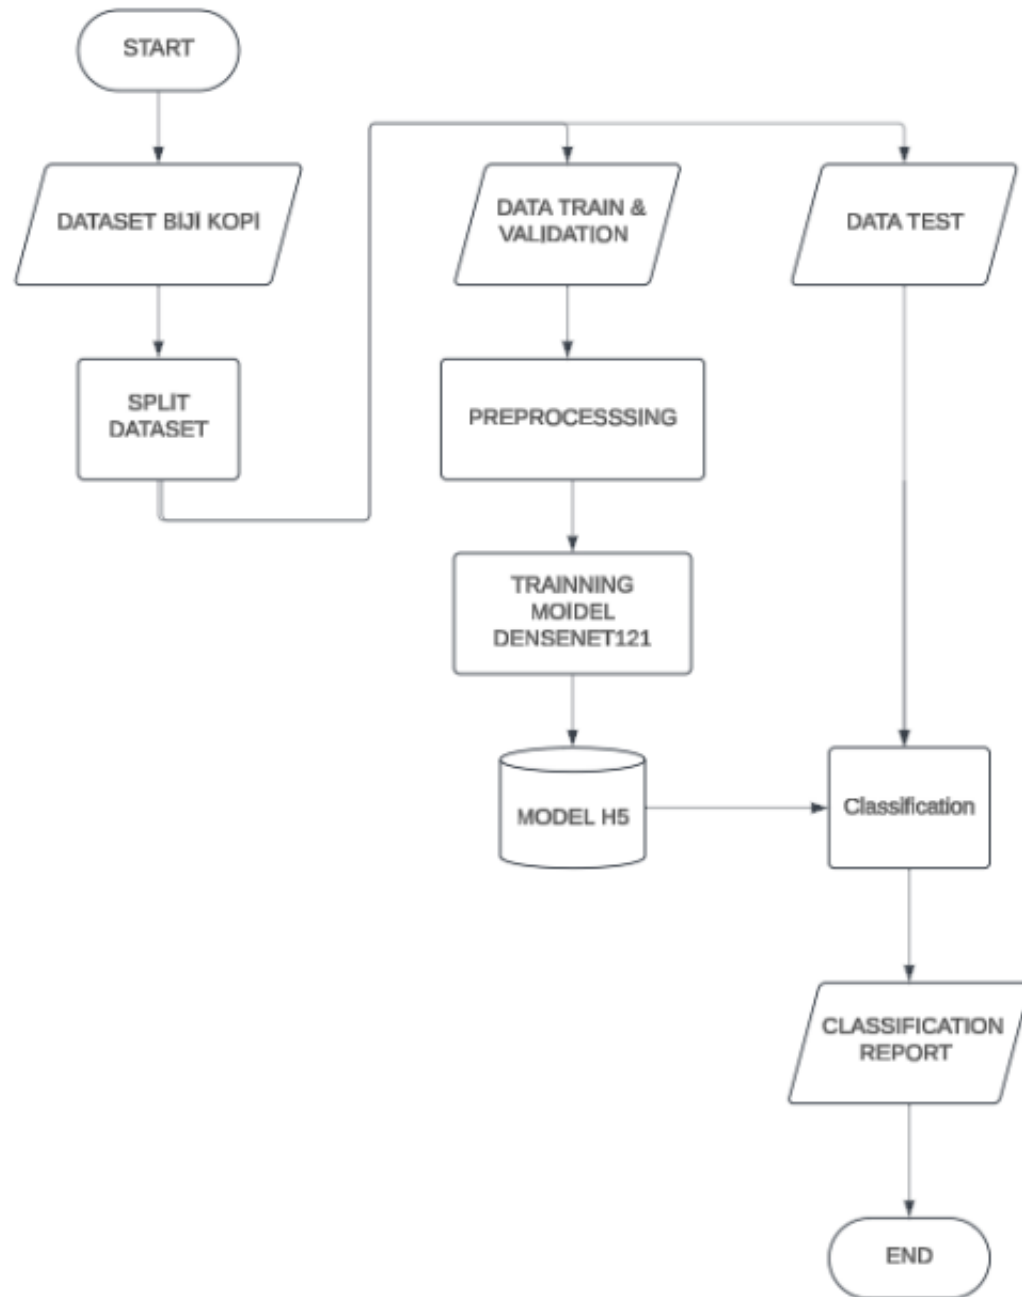 START
DATASET BIJI KOPI
SPLIT
DATASET
DATA TRAIN &
VALIDATION
PREPROCESSSING
TRAINNING
MOIDEL
DENSENET121
MODEL H5
DATA TEST
Classification
CLASSIFICATION
REPORT
END